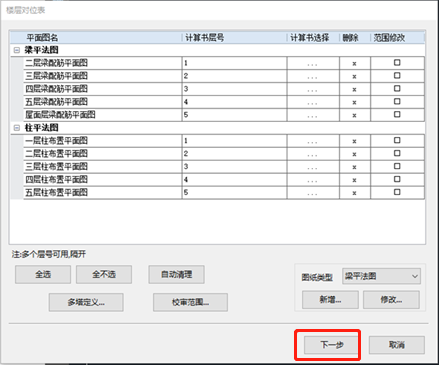 楼层对位表
平面图名 计算书层号 计算书选择 删除 范围修改
梁平法图
二层梁配筋平面图 1 ... x
三层梁配筋平面图 2 ... x
四层梁配筋平面图 3 ... x
五层梁配筋平面图 4 ... x
屋面层梁配筋平面图 5 ... x
柱平法图
一层柱布置平面图 1 ... x
二层柱布置平面图 2 ... x
三层柱布置平面图 3 ... x
四层柱布置平面图 4 ... x
五层柱布置平面图 5 ... x
注:多个层号可用,隔开
全选 全不选 自动清理
图纸类型 梁平法图
多塔定义... 校审范围... 新增... 修改...
下一步 取消